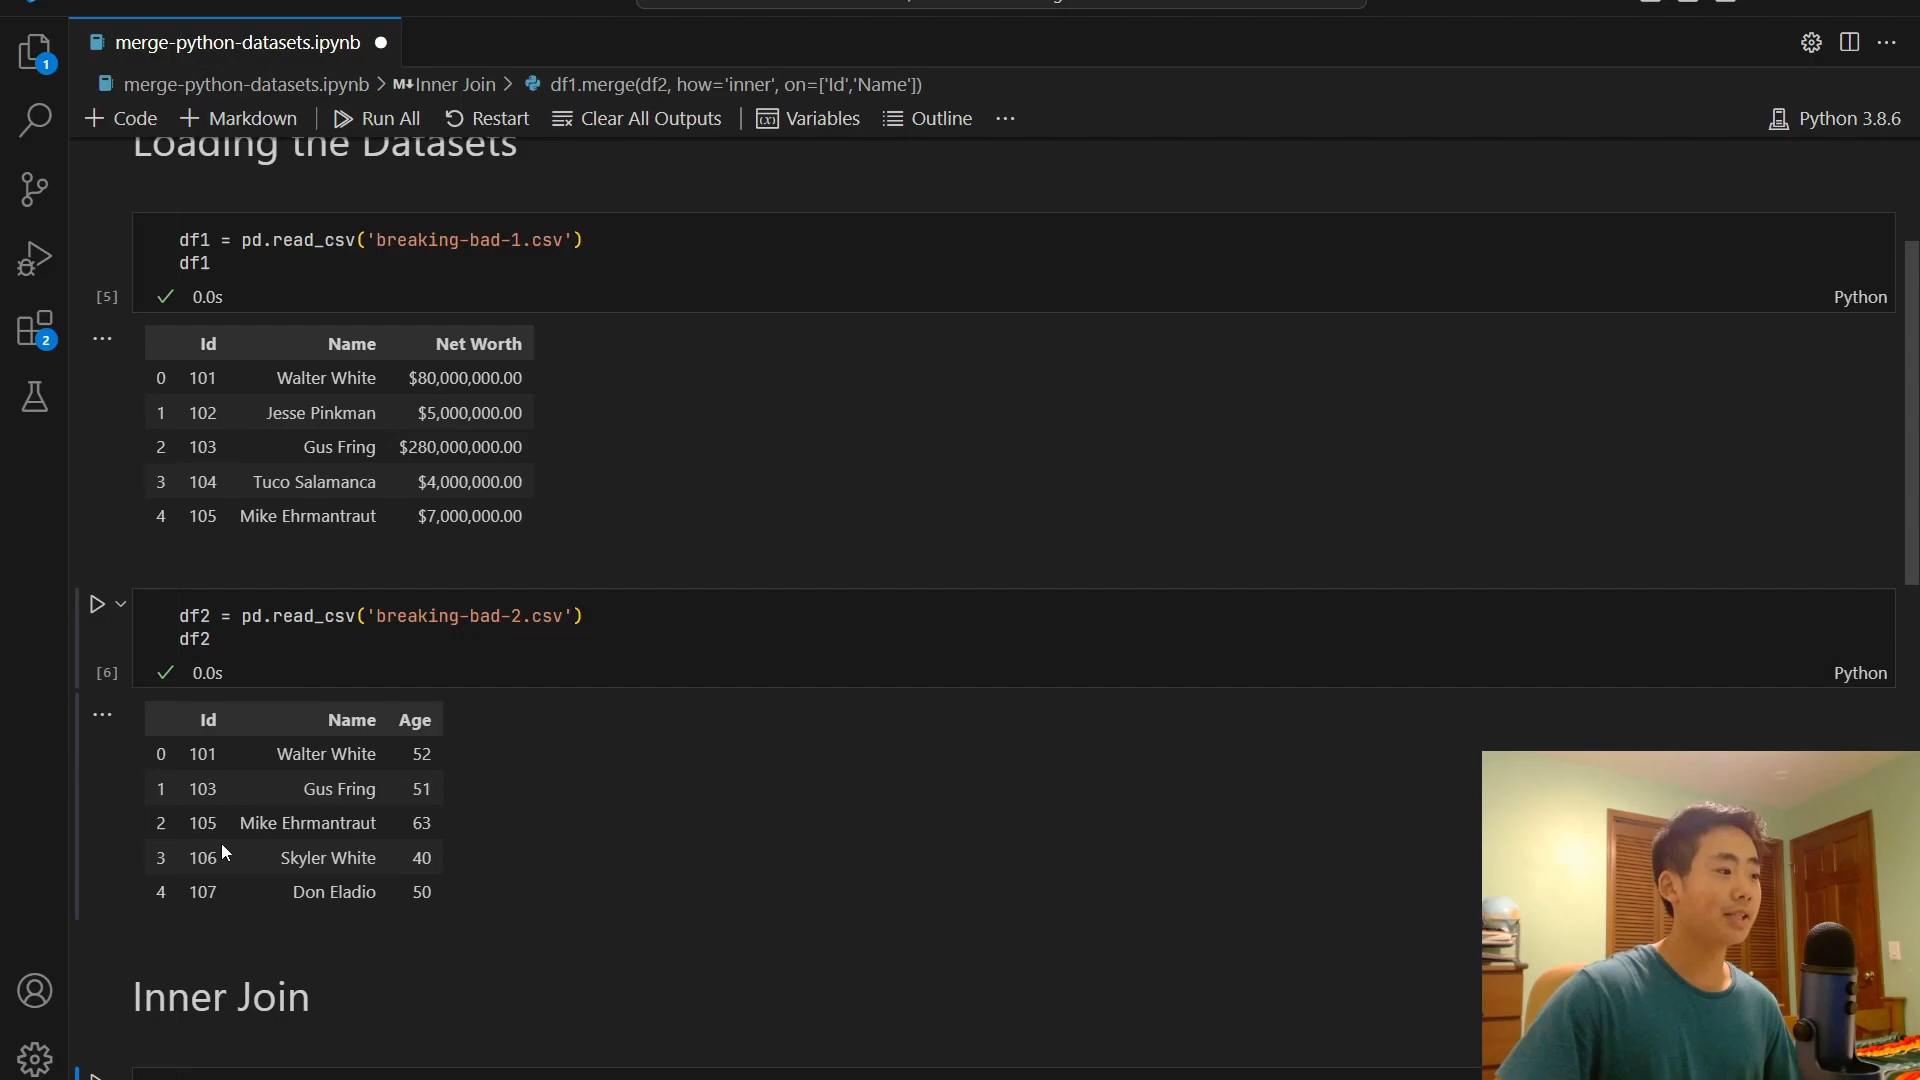 1
merge-python-datasets.ipynb
merge-python-datasets.ipynb > M↓Inner Join > df1.merge(df2, how='inner', on=['Id','Name'])
+ Code + Markdown Run All Restart Clear All Outputs (x) Variables Outline ... Python 3.8.6
Loading the Datasets
df1 = pd.read_csv('breaking-bad-1.csv')
df1
[5] 0.0s Python
2
Id Name Net Worth
0 101 Walter White $80,000,000.00
1 102 Jesse Pinkman $5,000,000.00
2 103 Gus Fring $280,000,000.00
3 104 Tuco Salamanca $4,000,000.00
4 105 Mike Ehrmantraut $7,000,000.00
df2 = pd.read_csv('breaking-bad-2.csv')
df2
[6] 0.0s Python
Id Name Age
0 101 Walter White 52
1 103 Gus Fring 51
2 105 Mike Ehrmantraut 63
3 106 Skyler White 40
4 107 Don Eladio 50
Inner Join